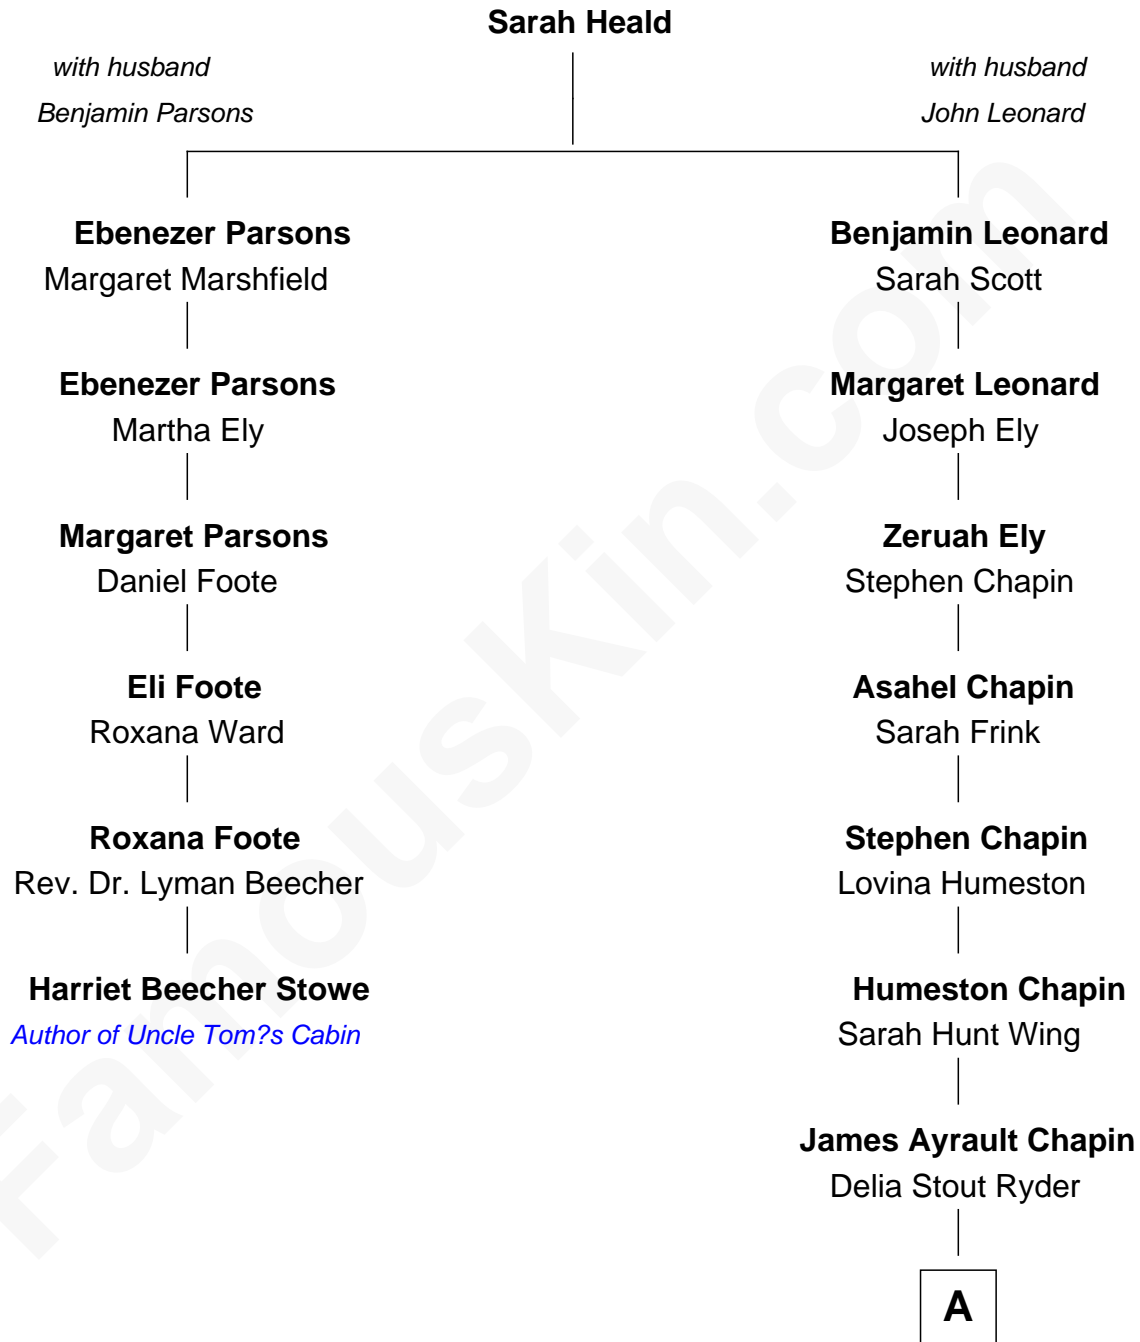 Sarah Heald
with husband
Benjamin Parsons
with husband
John Leonard
Ebenezer Parsons
Margaret Marshfield
Benjamin Leonard
Sarah Scott
Ebenezer Parsons
Martha Ely
Margaret Leonard
Joseph Ely
Margaret Parsons
Daniel Foote
Zeruah Ely
Stephen Chapin
Eli Foote
Roxana Ward
Asahel Chapin
Sarah Frink
Roxana Foote
Rev. Dr. Lyman Beecher
Stephen Chapin
Lovina Humeston
Harriet Beecher Stowe
Author of Uncle Tom?s Cabin
Humeston Chapin
Sarah Hunt Wing
James Ayrault Chapin
Delia Stout Ryder
A
FamousKin.com